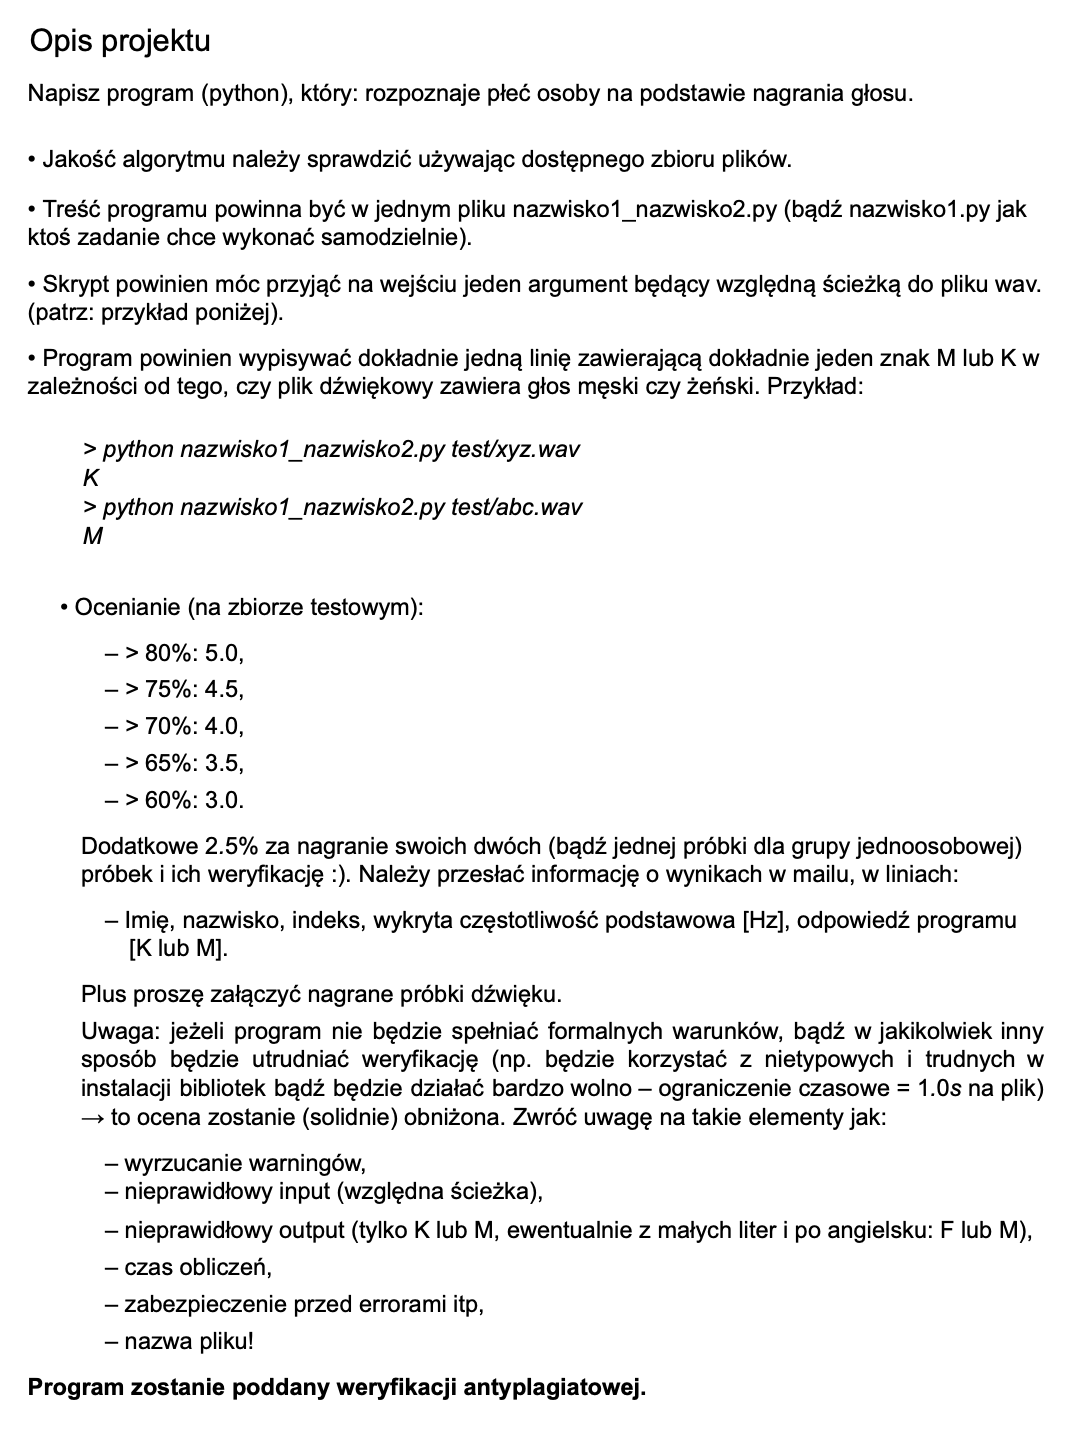 Opis projektu
Napisz program (python), który: rozpoznaje płeć osoby na podstawie nagrania głosu.
• Jakość algorytmu należy sprawdzić używając dostępnego zbioru plików.
• Treść programu powinna być w jednym pliku nazwisko1_nazwisko2.py (bądź nazwisko1.py jak
ktoś zadanie chce wykonać samodzielnie).
• Skrypt powinien móc przyjąć na wejściu jeden argument będący względną ścieżką do pliku wav.
(patrz: przykład poniżej).
• Program powinien wypisywać dokładnie jedną linię zawierającą dokładnie jeden znak M lub K w
zależności od tego, czy plik dźwiękowy zawiera głos męski czy żeński. Przykład:
> python nazwisko1_nazwisko2.py test/xyz.wav
K
> python nazwisko1_nazwisko2.py test/abc.wav
M
• Ocenianie (na zbiorze testowym):
– > 80%: 5.0,
– > 75%: 4.5,
– > 70%: 4.0,
– > 65%: 3.5,
– > 60%: 3.0.
Dodatkowe 2.5% za nagranie swoich dwóch (bądź jednej próbki dla grupy jednoosobowej)
próbek i ich weryfikację :). Należy przesłać informację o wynikach w mailu, w liniach:
– Imię, nazwisko, indeks, wykryta częstotliwość podstawowa [Hz], odpowiedź programu
[K lub M].
Plus proszę załączyć nagrane próbki dźwięku.
Uwaga: jeżeli program nie będzie spełniać formalnych warunków, bądź w jakikolwiek inny
sposób będzie utrudniać weryfikację (np. będzie korzystać z nietypowych i trudnych w
instalacji bibliotek bądź będzie działać bardzo wolno – ograniczenie czasowe = 1.0s na plik)
→ to ocena zostanie (solidnie) obniżona. Zwróć uwagę na takie elementy jak:
– wyrzucanie warningów,
– nieprawidłowy input (względna ścieżka),
– nieprawidłowy output (tylko K lub M, ewentualnie z małych liter i po angielsku: F lub M),
– czas obliczeń,
– zabezpieczenie przed errorami itp,
– nazwa pliku!
Program zostanie poddany weryfikacji antyplagiatowej.